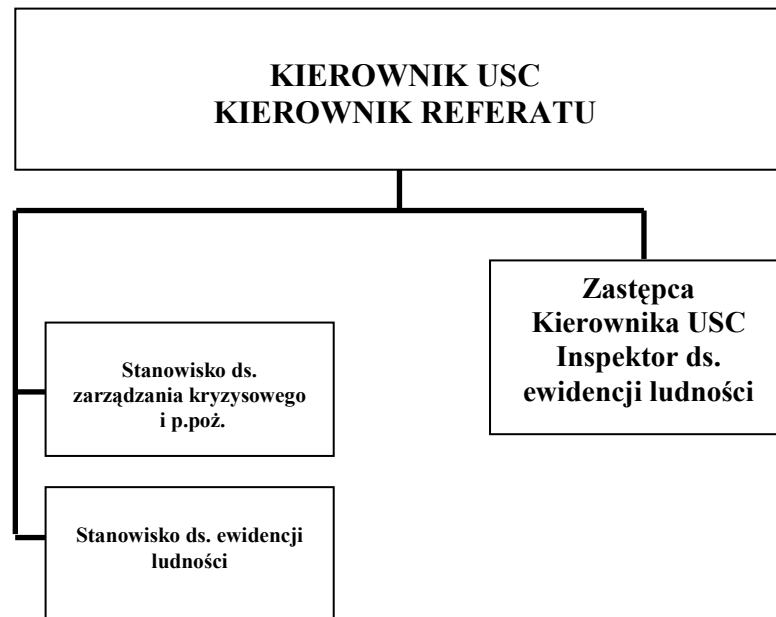 KIEROWNIK USC
KIEROWNIK REFERATU
Zastępca
Kierownika USC
Inspektor ds.
ewidencji ludności
Stanowisko ds.
zarządzania kryzysowego
i p.poż.
Stanowisko ds. ewidencji
ludności